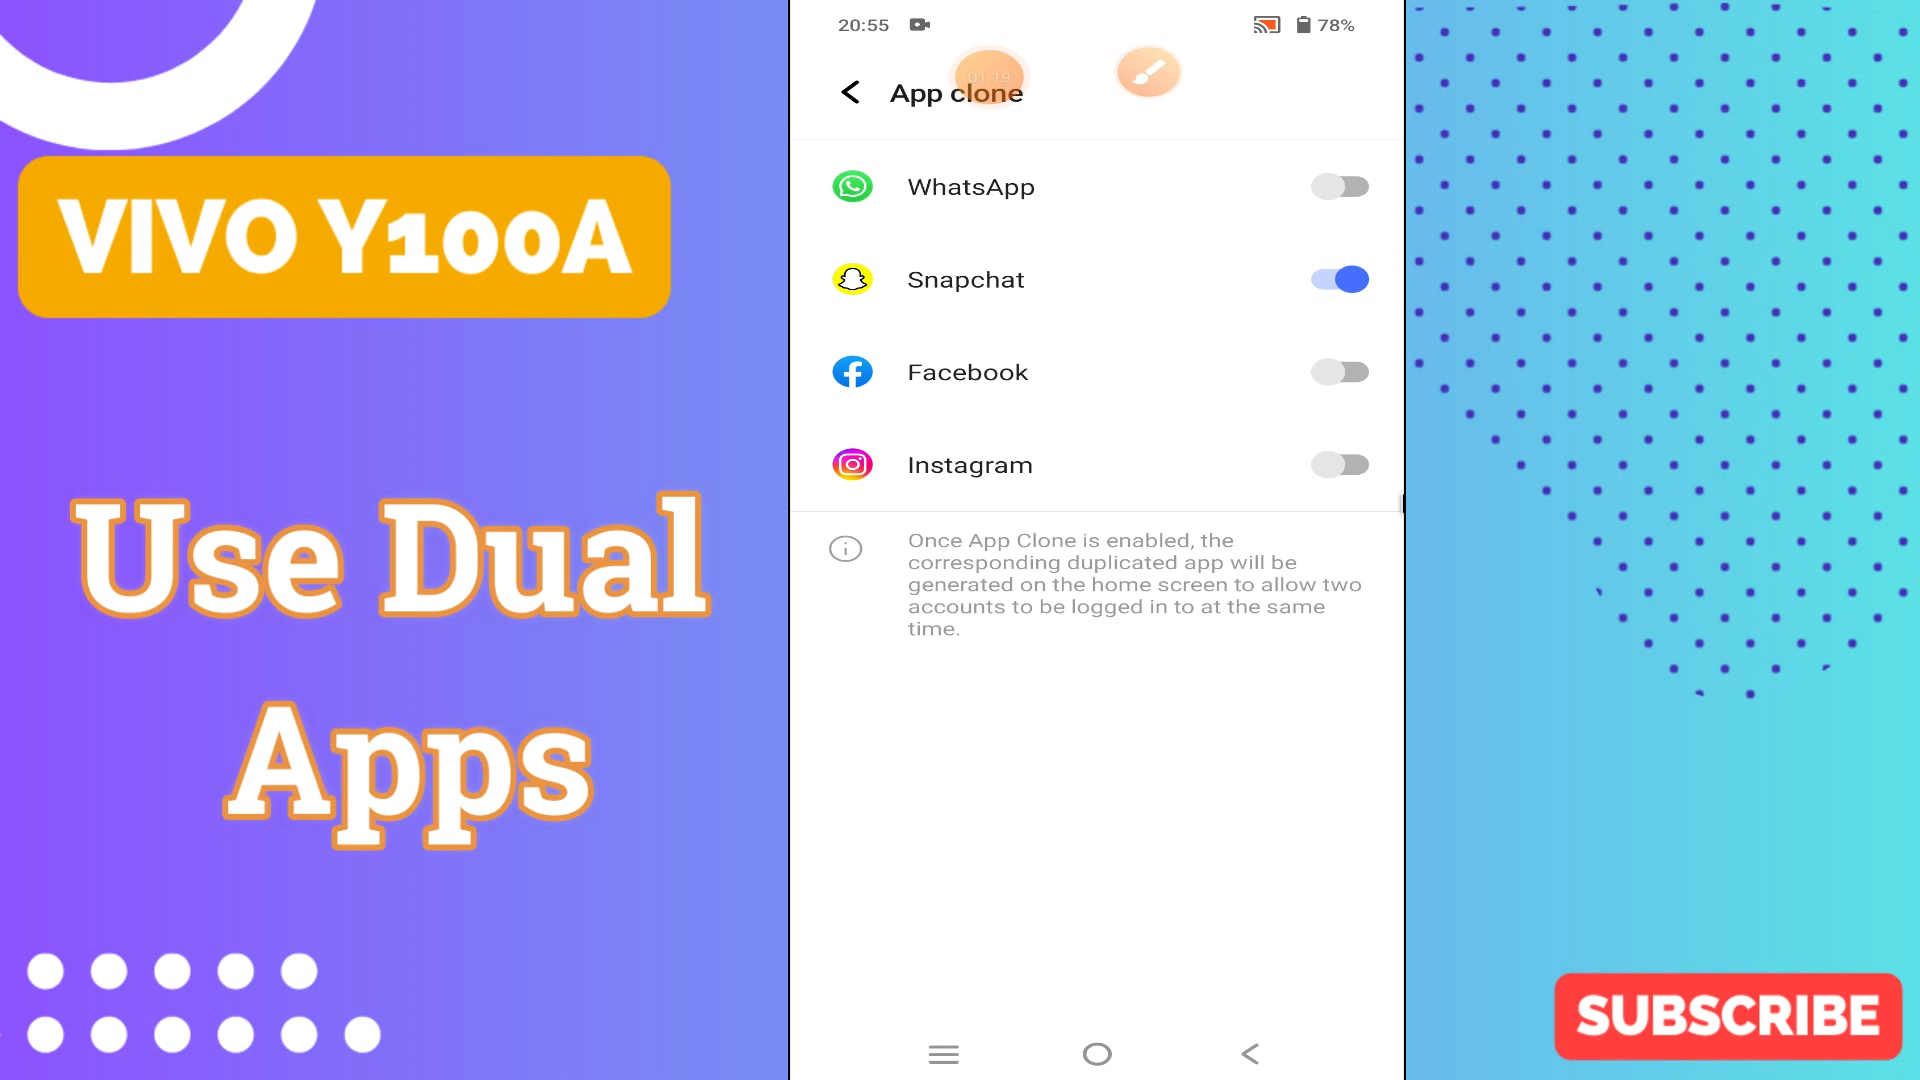 VIVO Y100A
Use Dual
Apps
20:55
78%
01:19
App clone
WhatsApp
Snapchat
Facebook
Instagram
Once App Clone is enabled, the
corresponding duplicated app will be
generated on the home screen to allow two
accounts to be logged in to at the same
time.
SUBSCRIBE